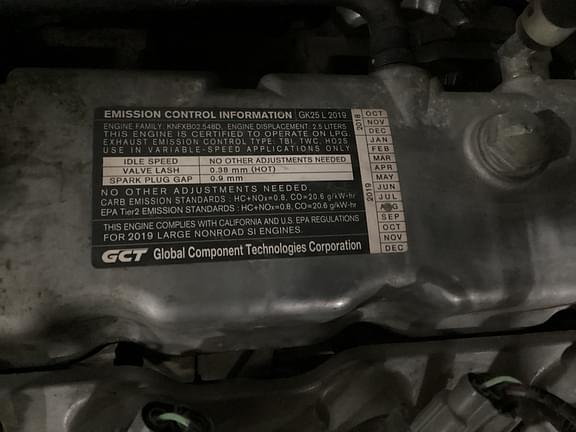 EMISSION CONTROL INFORMATION GK25 L 2019
ENGINE FAMILY: KNFXB02.54BD, ENGINE DISPLACEMENT: 2.5 LITERS
THIS ENGINE IS CERTIFIED TO OPERATE ON LPG.
EXHAUST EMISSION CONTROL TYPE: TBI, TWC, HO2S
USE IN VARIABLE-SPEED APPLICATIONS ONLY.
IDLE SPEED NO OTHER ADJUSTMENTS NEEDED
VALVE LASH 0.38 mm (HOT)
SPARK PLUG GAP 0.9 mm
NO OTHER ADJUSTMENTS NEEDED.
CARB EMISSION STANDARDS : HC+NOx=0.8, CO=20.6 g/kW-hr
EPA Tier2 EMISSION STANDARDS : HC+NOx=0.8, CO=20.6 g/kW-hr
THIS ENGINE COMPLIES WITH CALIFORNIA AND U.S. EPA REGULATIONS
FOR 2019 LARGE NONROAD SI ENGINES.
GCT Global Component Technologies Corporation
2018
OCT
NOV
DEC
2019
JAN
FEB
MAR
APR
MAY
JUN
JUL
AUG
SEP
OCT
NOV
DEC